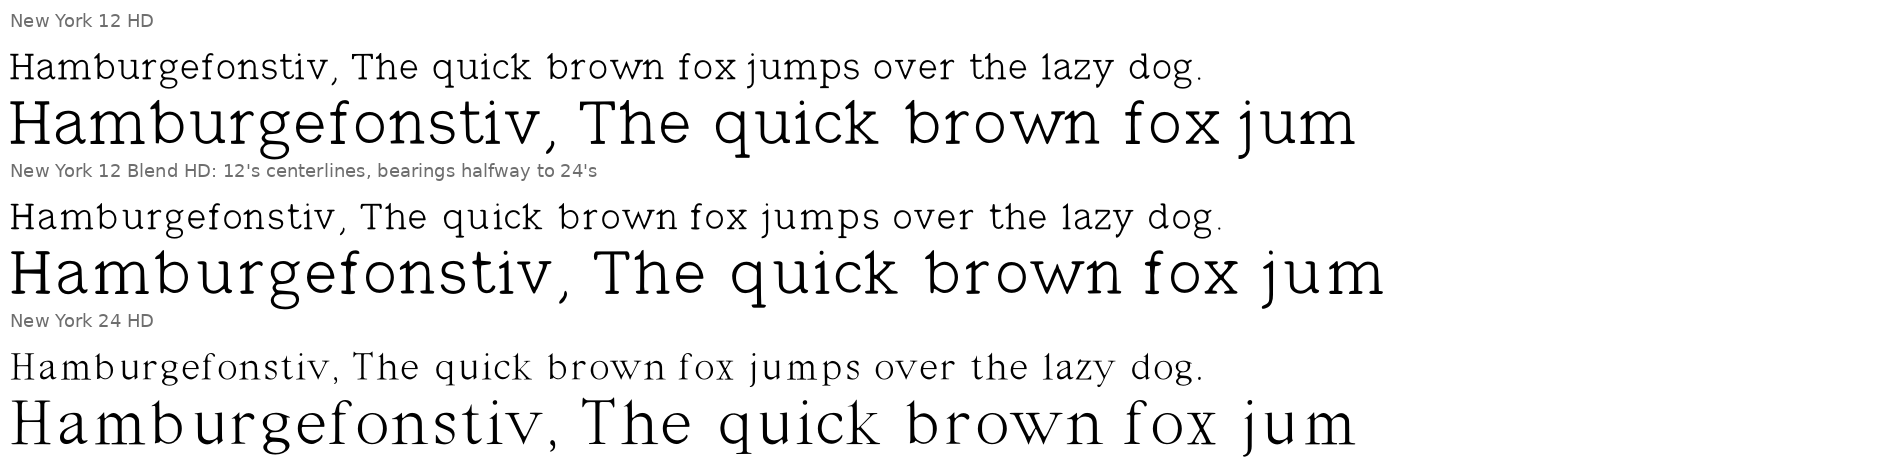 New York 12 HD
Hamburgefonstiv, The quick brown fox jumps over the lazy dog.
Hamburgefonstiv, The quick brown fox jum
New York 12 Blend HD: 12's centerlines, bearings halfway to 24's
Hamburgefonstiv, The quick brown fox jumps over the lazy dog.
Hamburgefonstiv, The quick brown fox jum
New York 24 HD
Hamburgefonstiv, The quick brown fox jumps over the lazy dog.
Hamburgefonstiv, The quick brown fox jum